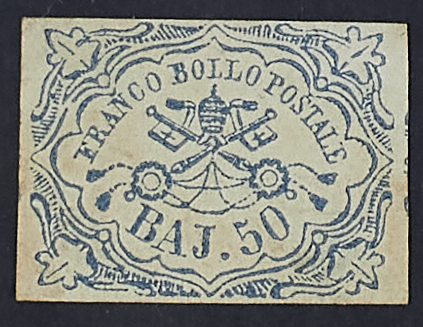 FRANCO BOLLO POSTALE
BAJ. 50